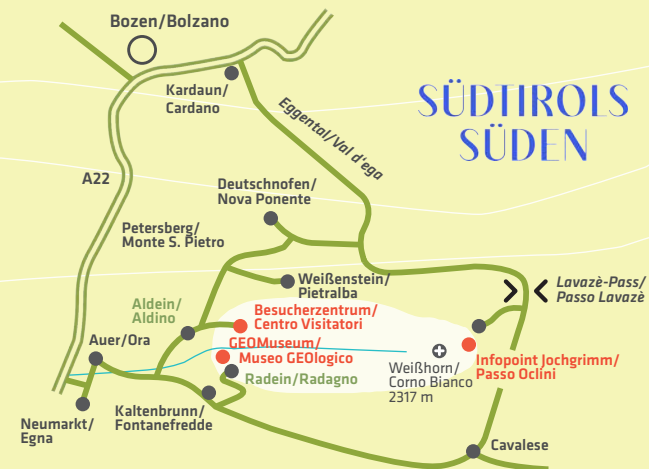 Bozen/Bolzano
Kardaun/
Cardano
Eggental/Val d'ega
SÜDTIROLS
SÜDEN
A22
Deutschnofen/
Nova Ponente
Petersberg/
Monte S. Pietro
Weißenstein/
Pietralba
Lavazè-Pass/
Passo Lavazè
Aldein/
Aldino
Besucherzentrum/
Centro Visitatori
Auer/Ora
GEOMuseum/
Museo GEOlogico
Radein/Radagno
Weißhorn/
Corno Bianco
2317 m
Infopoint Jochgrimm/
Passo Oclini
Kaltenbrunn/
Fontanefredde
Neumarkt/
Egna
Cavalese